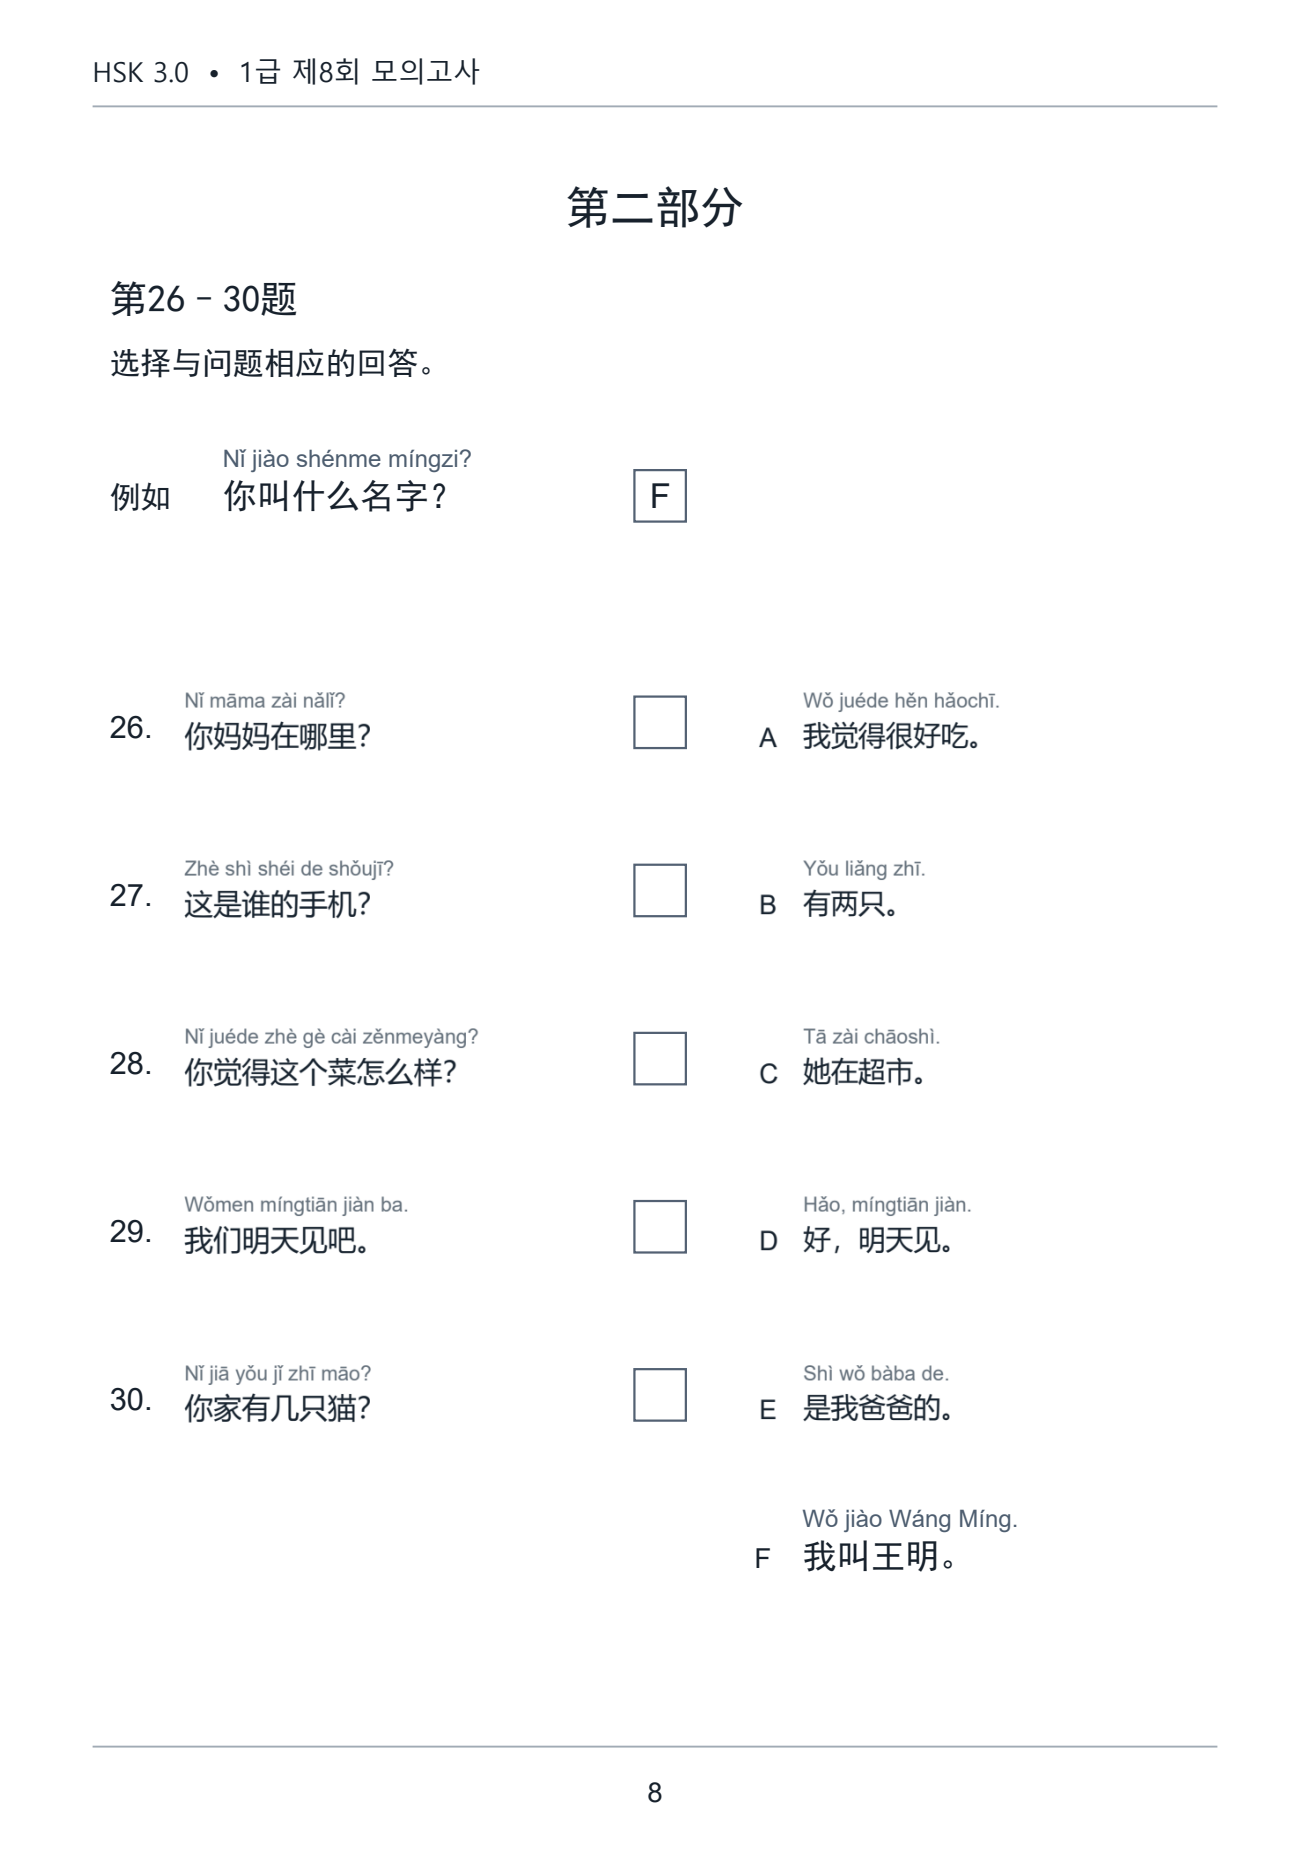 HSK 3.0 • 1급 제8회 모의고사
第二部分
第26 - 30题
选择与问题相应的回答。
Nǐ jiào shénme míngzi?
例如 你叫什么名字? F
Nǐ māma zài nǎlǐ?
26. 你妈妈在哪里?
Wǒ juéde hěn hǎochī.
A 我觉得很好吃。
Zhè shì shéi de shǒujī?
27. 这是谁的手机?
Yǒu liǎng zhī.
B 有两只。
Nǐ juéde zhè gè cài zěnmeyàng?
28. 你觉得这个菜怎么样?
Tā zài chāoshì.
C 她在超市。
Wǒmen míngtiān jiàn ba.
29. 我们明天见吧。
Hǎo, míngtiān jiàn.
D 好，明天见。
Nǐ jiā yǒu jǐ zhī māo?
30. 你家有几只猫?
Shì wǒ bàba de.
E 是我爸爸的。
Wǒ jiào Wáng Míng.
F 我叫王明。
8